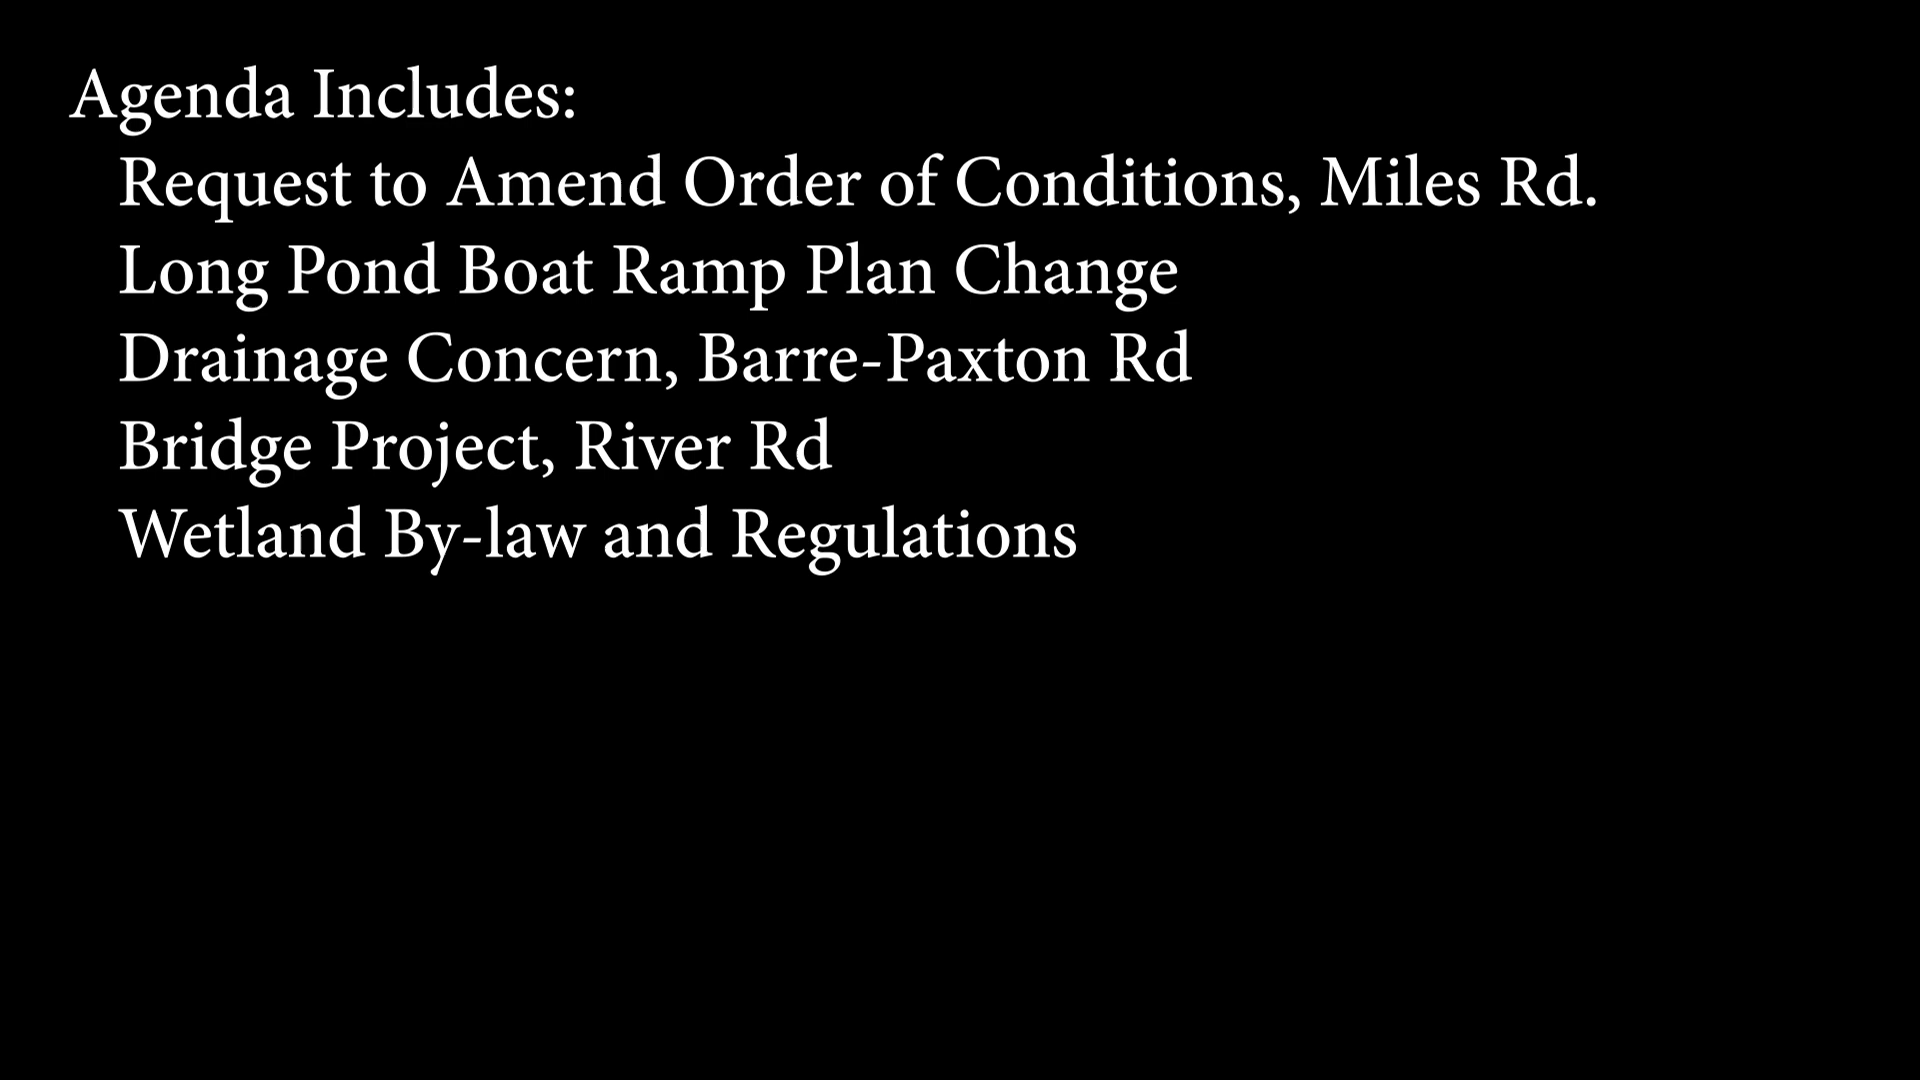 Agenda Includes:
Request to Amend Order of Conditions, Miles Rd.
Long Pond Boat Ramp Plan Change
Drainage Concern, Barre-Paxton Rd
Bridge Project, River Rd
Wetland By-law and Regulations